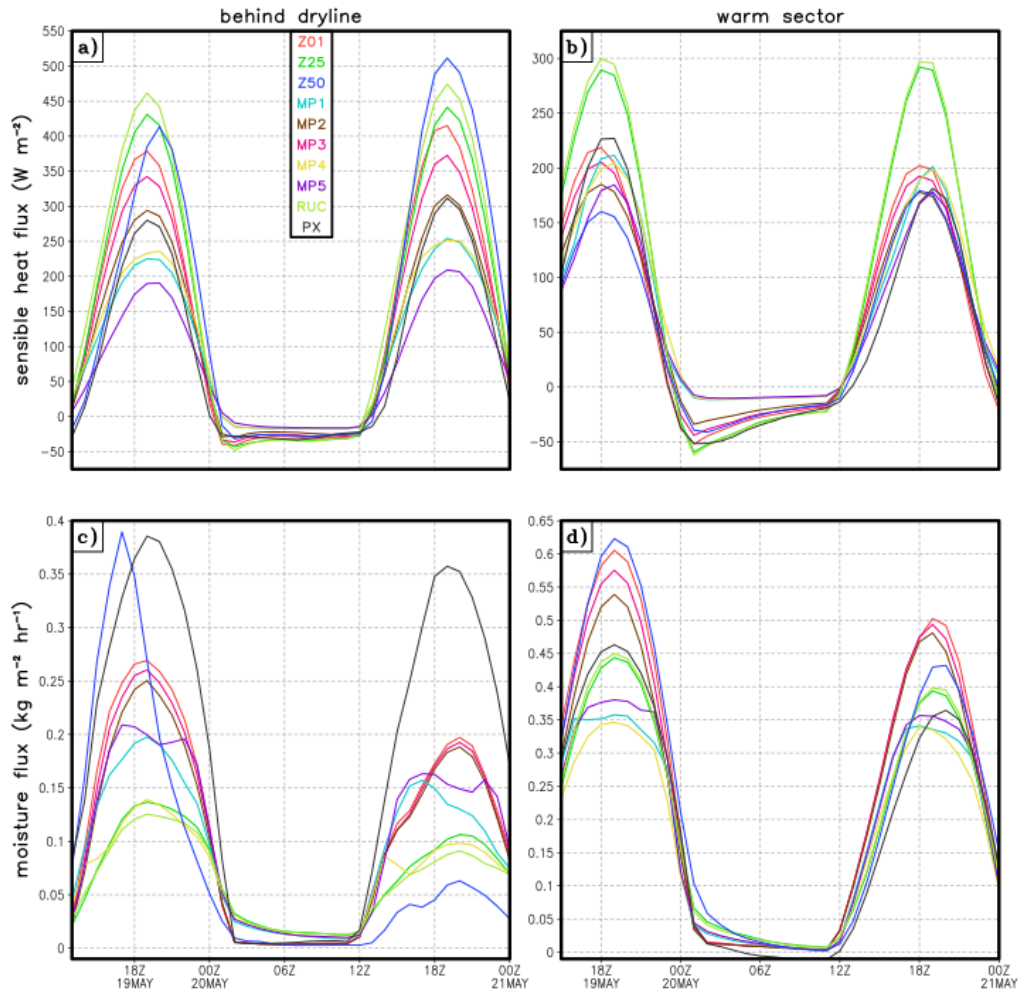 behind dryline
warm sector
sensible heat flux (W m⁻²)
a)
550
500
450
400
350
300
250
200
150
100
50
0
−50
Z01
Z25
Z50
MP1
MP2
MP3
MP4
MP5
RUC
PX
b)
300
250
200
150
100
50
0
−50
moisture flux (kg m⁻² hr⁻¹)
c)
0.4
0.35
0.3
0.25
0.2
0.15
0.1
0.05
0
18Z 00Z 06Z 12Z 18Z 00Z
19MAY 20MAY 21MAY
d)
0.65
0.6
0.55
0.5
0.45
0.4
0.35
0.3
0.25
0.2
0.15
0.1
0.05
0
18Z 00Z 06Z 12Z 18Z 00Z
19MAY 20MAY 21MAY